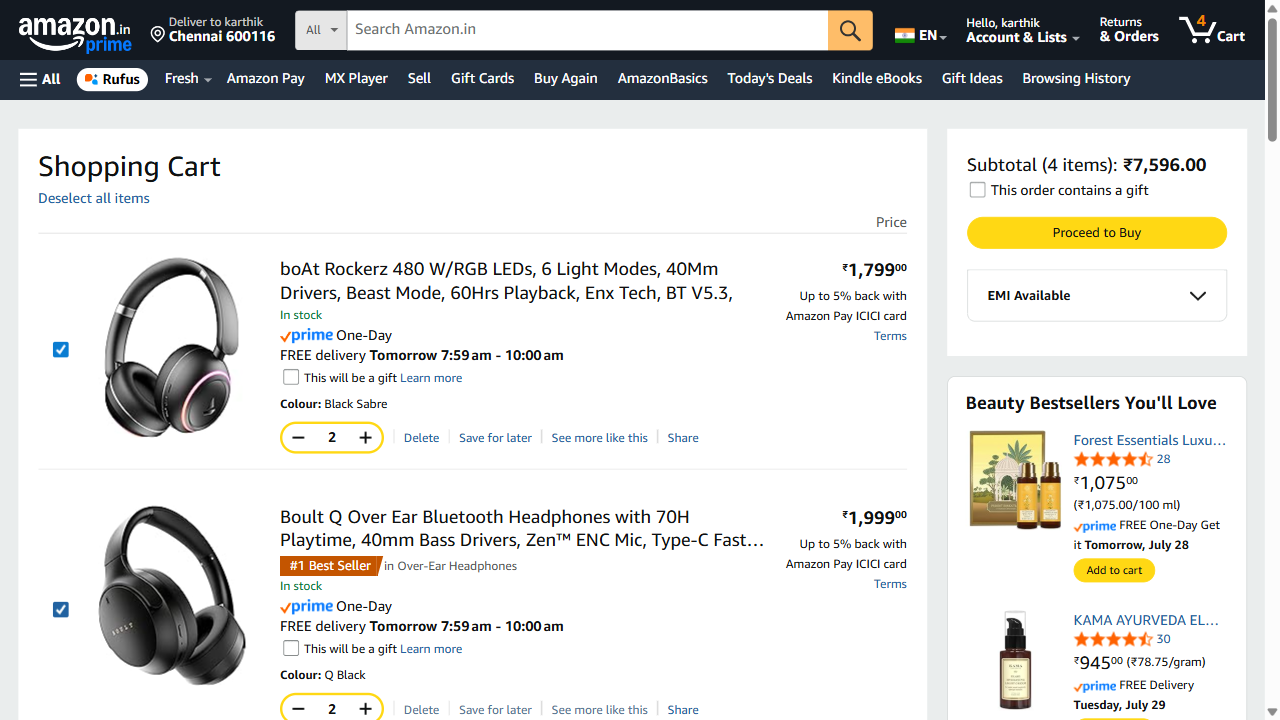 amazon.in
prime
Deliver to karthik
Chennai 600116
All
Search Amazon.in
EN
Hello, karthik
Account & Lists
Returns
& Orders
4
Cart
All
Rufus
Fresh
Amazon Pay
MX Player
Sell
Gift Cards
Buy Again
AmazonBasics
Today's Deals
Kindle eBooks
Gift Ideas
Browsing History
Shopping Cart
Deselect all items
Price
boAt Rockerz 480 W/RGB LEDs, 6 Light Modes, 40Mm
Drivers, Beast Mode, 60Hrs Playback, Enx Tech, BT V5.3,
In stock
prime One-Day
FREE delivery Tomorrow 7:59 am - 10:00 am
This will be a gift Learn more
Colour: Black Sabre
2
Delete
Save for later
See more like this
Share
₹1,79900
Up to 5% back with
Amazon Pay ICICI card
Terms
BOULT
Boult Q Over Ear Bluetooth Headphones with 70H
Playtime, 40mm Bass Drivers, Zen™ ENC Mic, Type-C Fast…
#1 Best Seller in Over-Ear Headphones
In stock
prime One-Day
FREE delivery Tomorrow 7:59 am - 10:00 am
This will be a gift Learn more
Colour: Q Black
2
Delete
Save for later
See more like this
Share
₹1,99900
Up to 5% back with
Amazon Pay ICICI card
Terms
Subtotal (4 items): ₹7,596.00
This order contains a gift
Proceed to Buy
EMI Available
Beauty Bestsellers You'll Love
Forest Essentials Luxu…
28
₹1,07500
(₹1,075.00/100 ml)
prime FREE One-Day Get
it Tomorrow, July 28
Add to cart
KAMA
KAMA AYURVEDA EL…
30
₹94500 (₹78.75/gram)
prime FREE Delivery
Tuesday, July 29